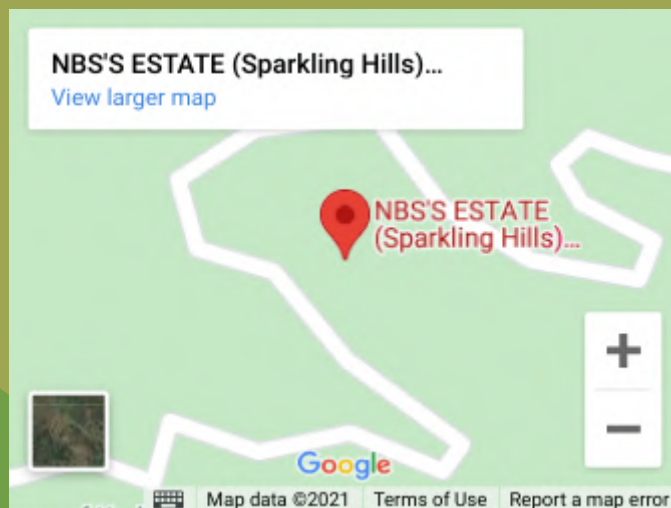 NBS'S ESTATE (Sparkling Hills)...
View larger map
NBS'S ESTATE
(Sparkling Hills)...
Google
Map data ©2021 Terms of Use Report a map error